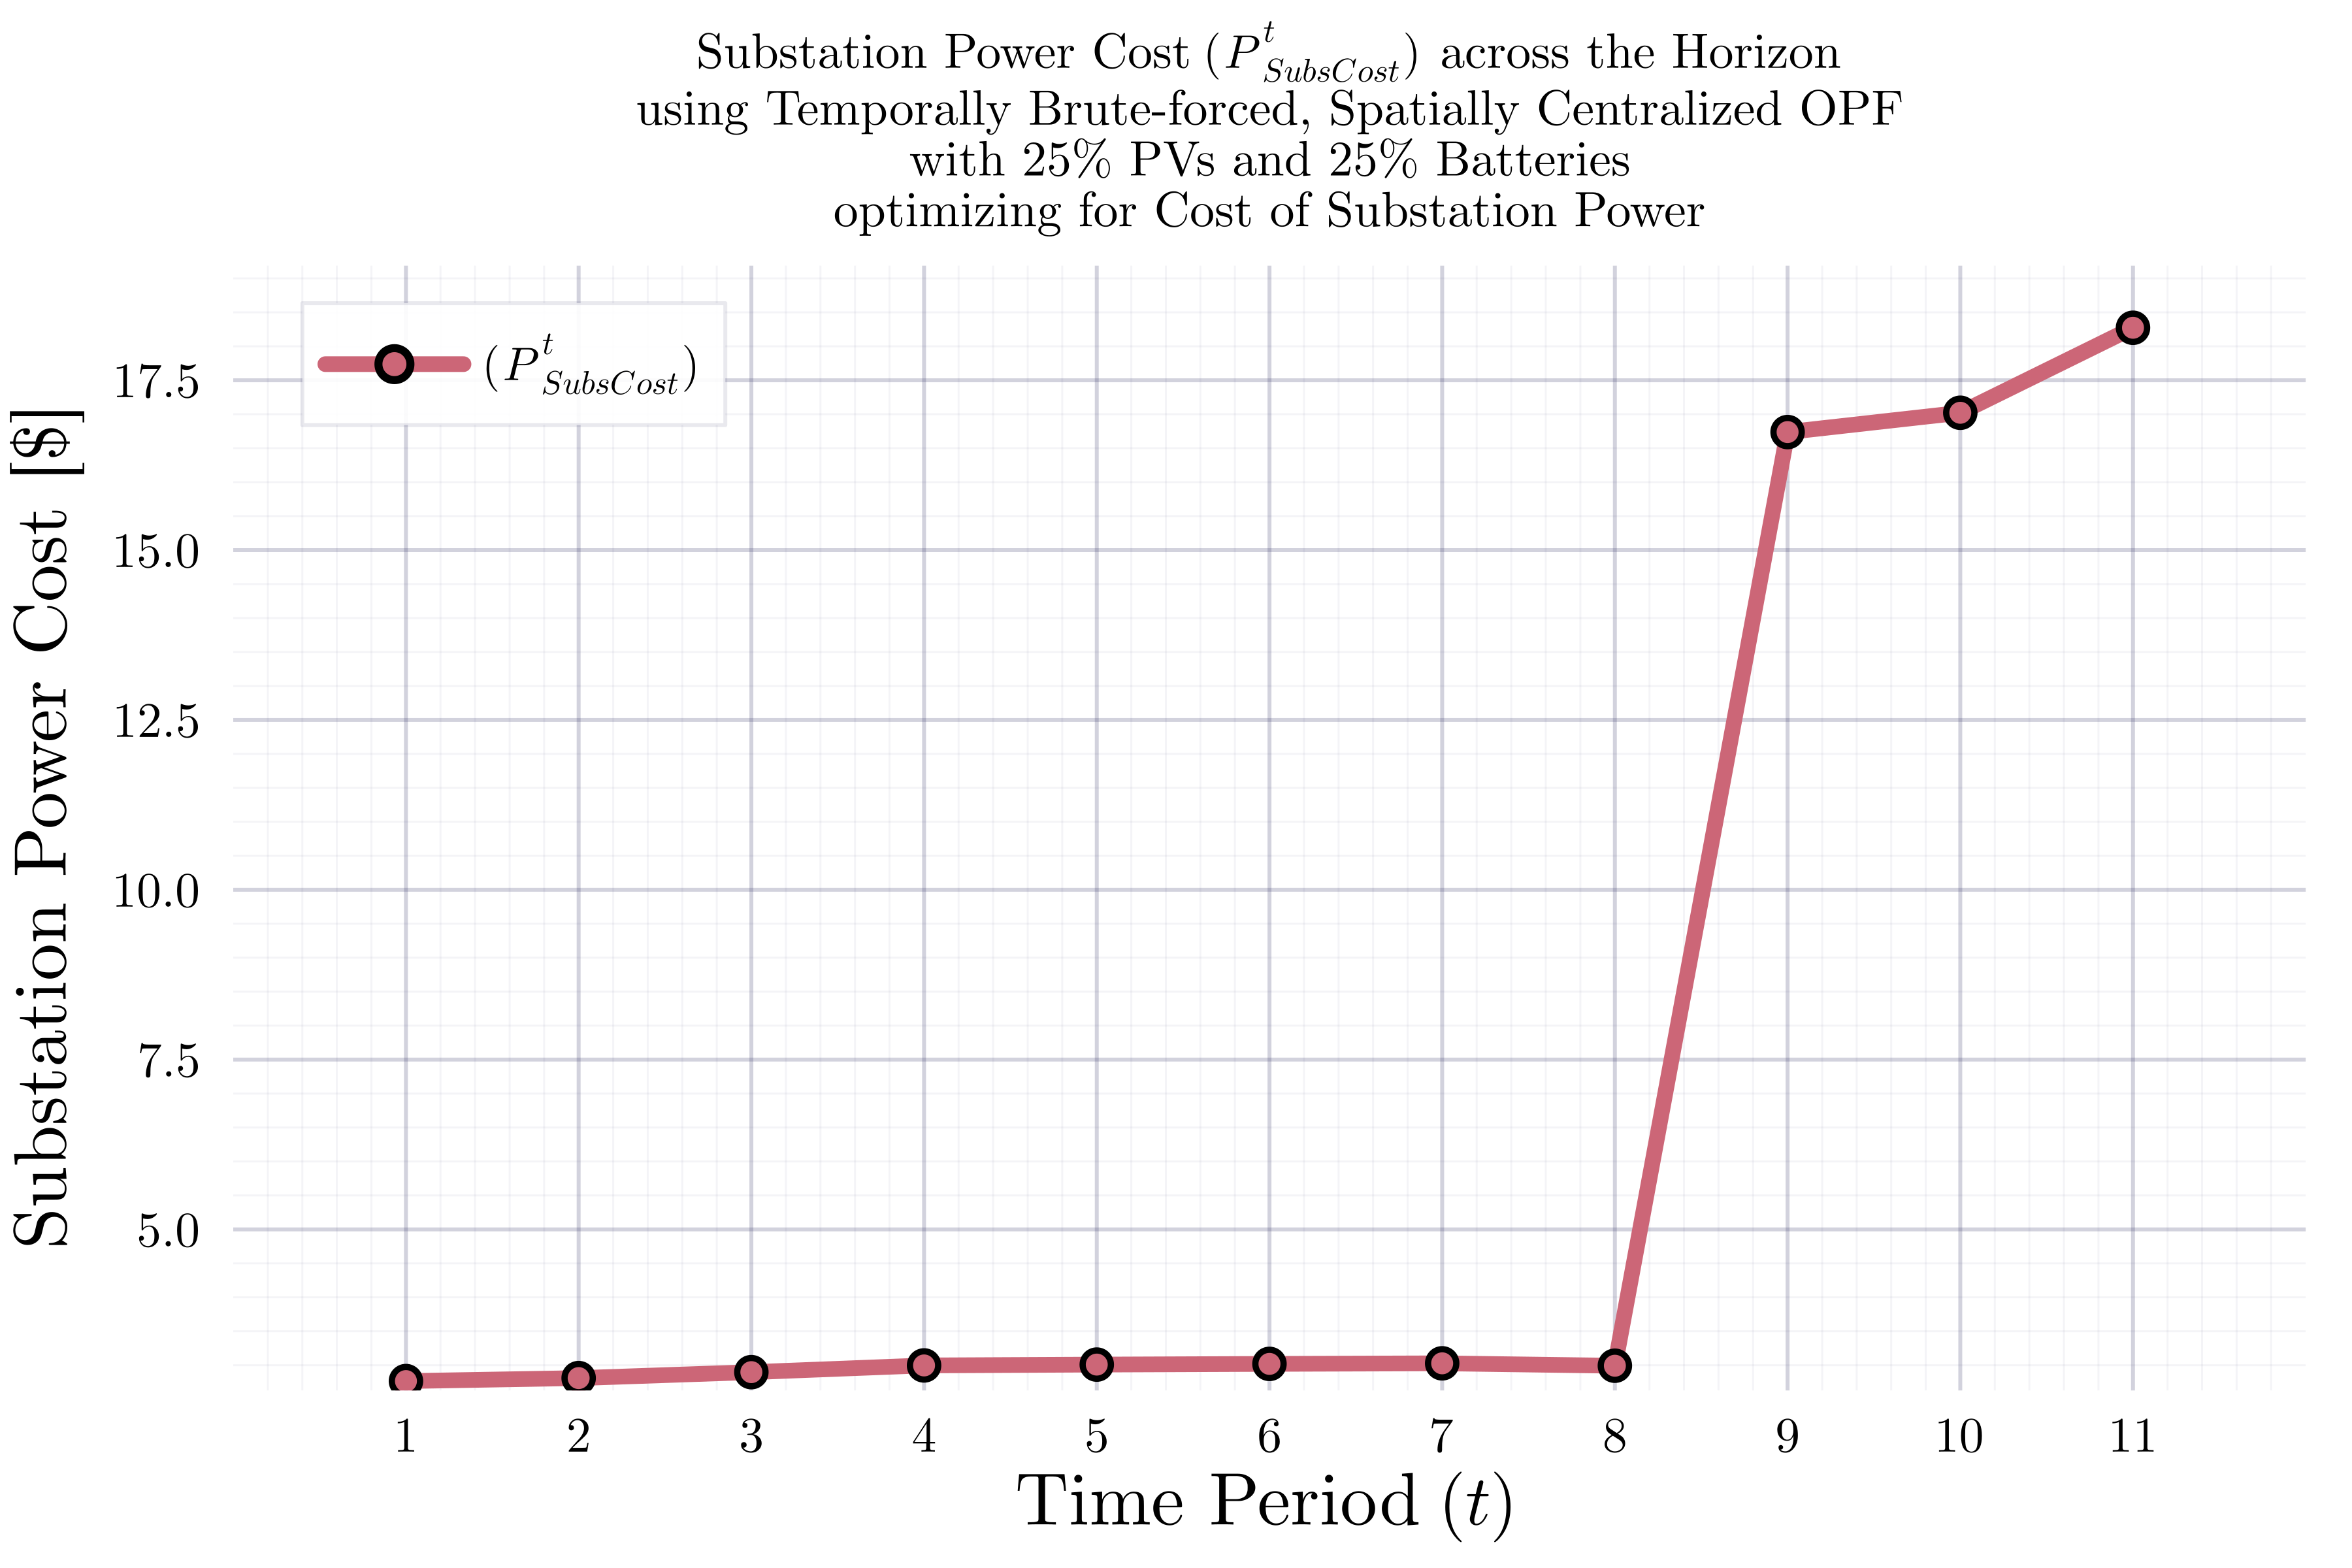 Substation Power Cost (P^t_SubsCost) across the Horizon
using Temporally Brute-forced, Spatially Centralized OPF
with 25% PVs and 25% Batteries
optimizing for Cost of Substation Power
(P^t_SubsCost)
Substation Power Cost [$]
17.5
15.0
12.5
10.0
7.5
5.0
1 2 3 4 5 6 7 8 9 10 11
Time Period (t)